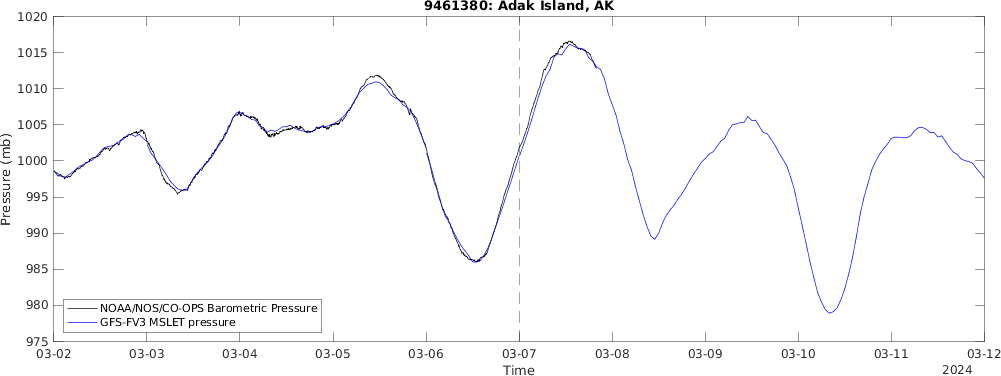 9461380: Adak Island, AK
Pressure (mb)
1020
1015
1010
1005
1000
995
990
985
980
975
NOAA/NOS/CO-OPS Barometric Pressure
GFS-FV3 MSLET pressure
03-02 03-03 03-04 03-05 03-06 03-07 03-08 03-09 03-10 03-11 03-12
Time
2024